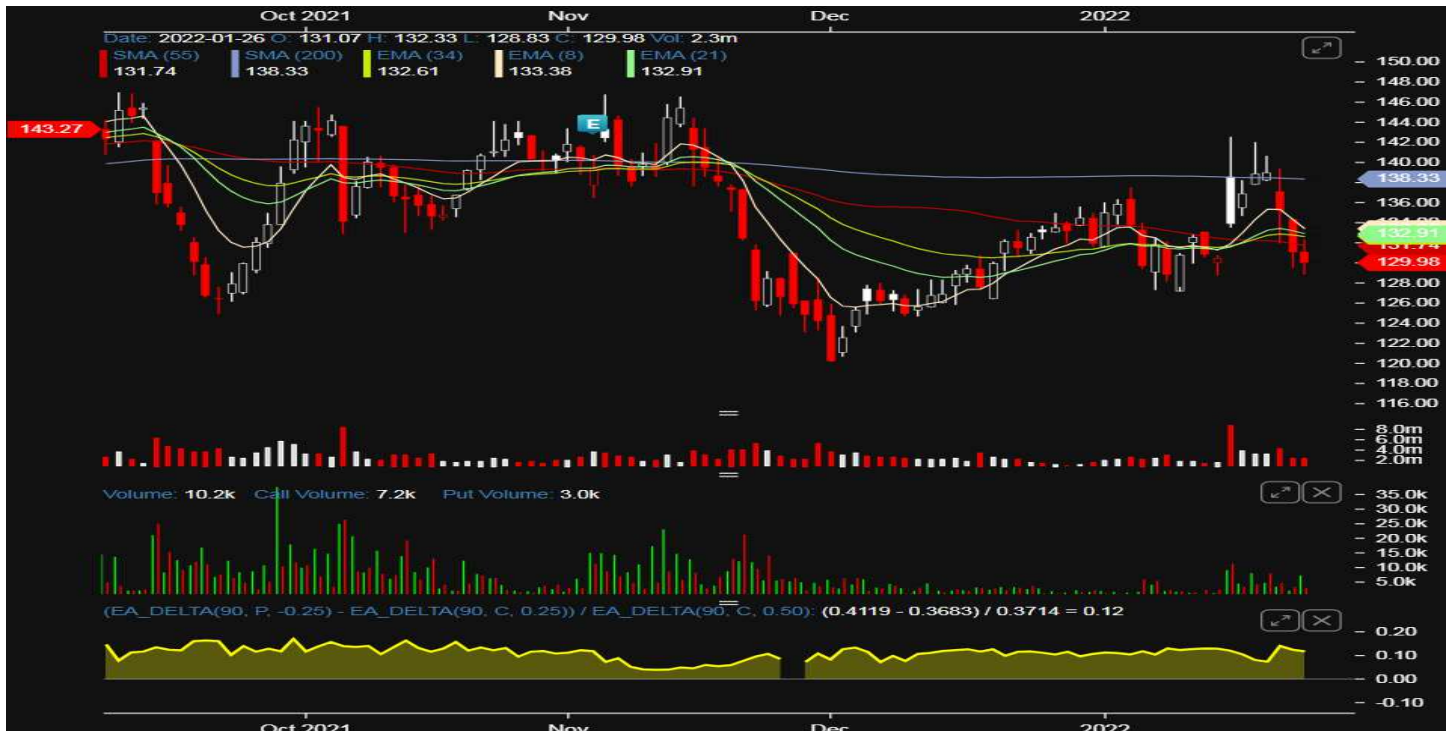 Oct 2021 Nov Dec 2022
Date: 2022-01-26 O: 131.07 H: 132.33 L: 128.83 C: 129.98 Vol: 2.3m
SMA (55) SMA (200) EMA (34) EMA (8) EMA (21)
131.74 138.33 132.61 133.38 132.91
150.00
148.00
146.00
144.00
143.27
E
142.00
140.00
138.33
136.00
134.00
132.91
131.74
129.98
128.00
126.00
124.00
122.00
120.00
118.00
116.00
8.0m
6.0m
4.0m
2.0m
Volume: 10.2k Call Volume: 7.2k Put Volume: 3.0k
35.0k
30.0k
25.0k
20.0k
15.0k
10.0k
5.0k
(EA_DELTA(90, P, -0.25) - EA_DELTA(90, C, 0.25)) / EA_DELTA(90, C, 0.50): (0.4119 - 0.3683) / 0.3714 = 0.12
0.20
0.10
0.00
-0.10
Oct 2021 Nov Dec 2022